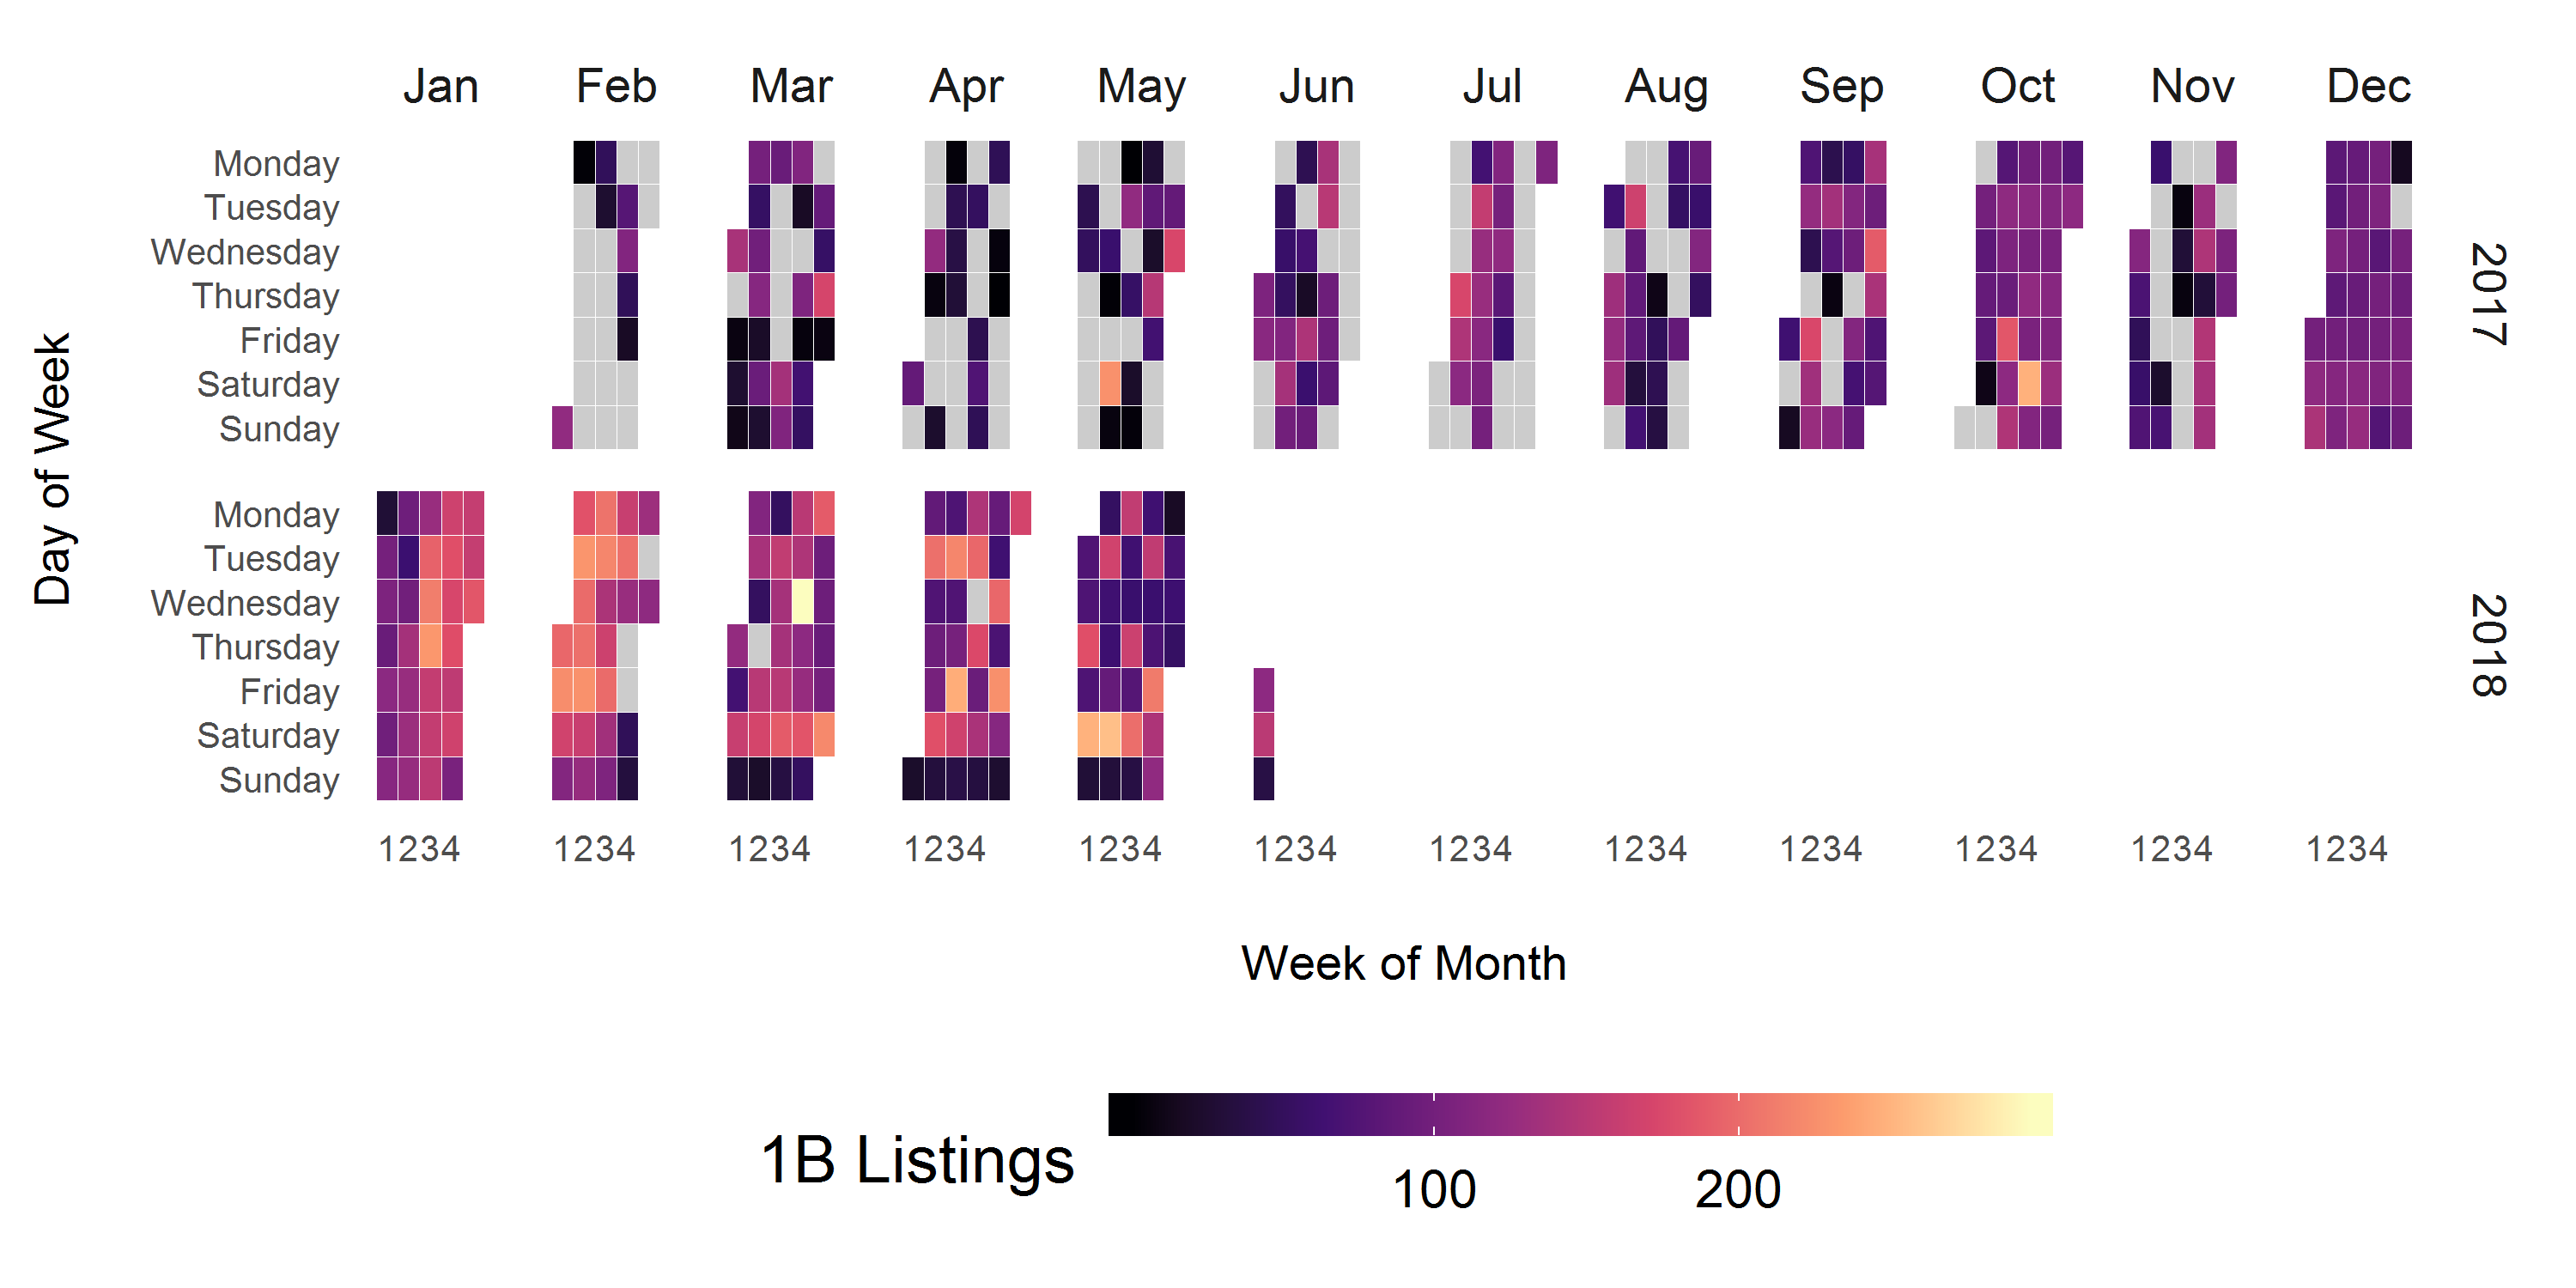 Jan Feb Mar Apr May Jun Jul Aug Sep Oct Nov Dec
Monday
Tuesday
Wednesday
Thursday
Friday
Saturday
Sunday
2017
Day of Week
Monday
Tuesday
Wednesday
Thursday
Friday
Saturday
Sunday
2018
1234 1234 1234 1234 1234 1234 1234 1234 1234 1234 1234 1234
Week of Month
1B Listings
100 200